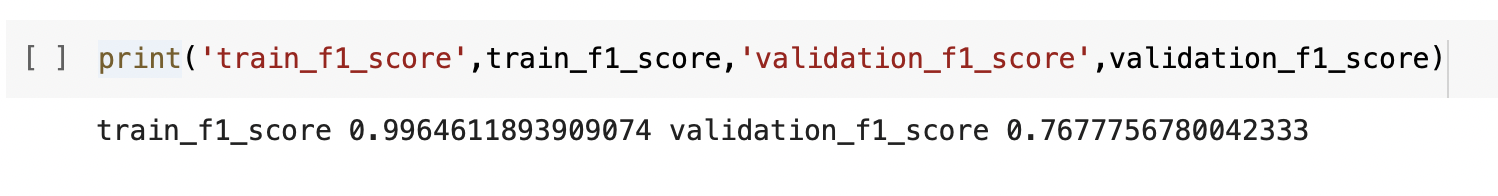 [ ] print('train_f1_score',train_f1_score,'validation_f1_score',validation_f1_score)
train_f1_score 0.9964611893909074 validation_f1_score 0.7677756780042333